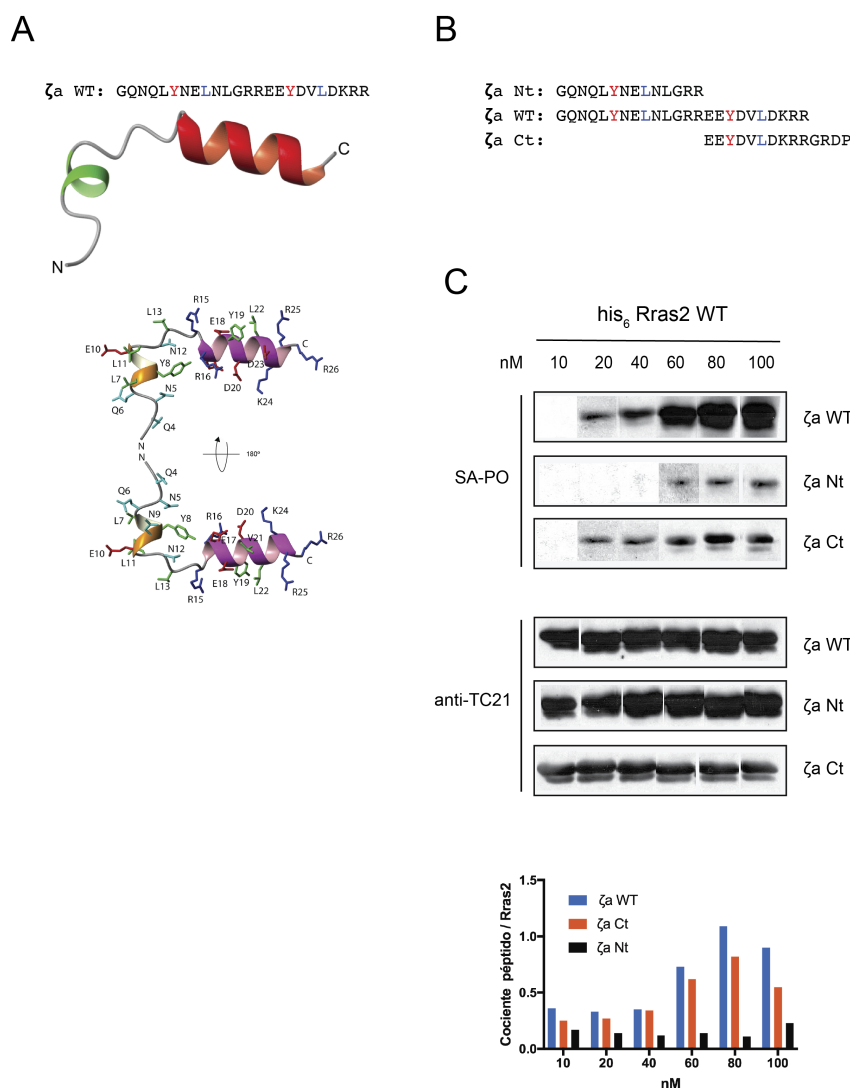 A
ζa WT: GQNQLYNELNLGRREEYDVLDKRR
C
N
R15
L22
R25
L13
E18
Y19
E10
N12
C
L11
Y8
D23
R26
L7
R16
D20
N5
K24
Q6
Q4
N
180º
N
Q4
Q6
N5
D20
K24
L7
N9
Y8
R16
R26
E17
V21
E10
N12
C
L11
E18
Y19
R25
L13
R15
L22
B
ζa Nt: GQNQLYNELNLGRR
ζa WT: GQNQLYNELNLGRREEYDVLDKRR
ζa Ct: EEYDVLDKRRGRDP
C
his6 Rras2 WT
nM 10 20 40 60 80 100
ζa WT
SA-PO
ζa Nt
ζa Ct
ζa WT
anti-TC21
ζa Nt
ζa Ct
Cociente péptido / Rras2
1.5
1.0
0.5
0.0
ζa WT
ζa Ct
ζa Nt
10 20 40 60 80 100
nM